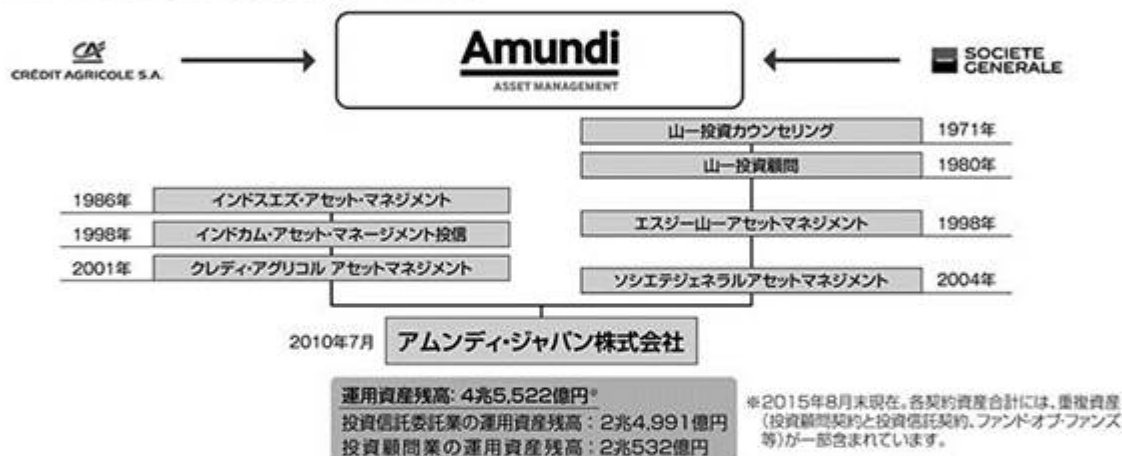 CRÉDIT AGRICOLE S.A.
Amundi
ASSET MANAGEMENT
SOCIETE
GENERALE
山一投資カウンセリング 1971年
山一投資顧問 1980年
1986年 インドスエズ・アセット・マネジメント
1998年 インドカム・アセット・マネージメント投信
2001年 クレディ・アグリコル アセットマネジメント
エスジー山一アセットマネジメント 1998年
ソシエテジェネラルアセットマネジメント 2004年
2010年7月 アムンディ・ジャパン株式会社
運用資産残高:4兆5,522億円※
投資信託委託業の運用資産残高:2兆4,991億円
投資顧問業の運用資産残高:2兆532億円
※2015年8月末現在。各契約資産合計には、重複資産
(投資顧問契約と投資信託契約、ファンドオブ・ファンズ
等)が一部含まれています。